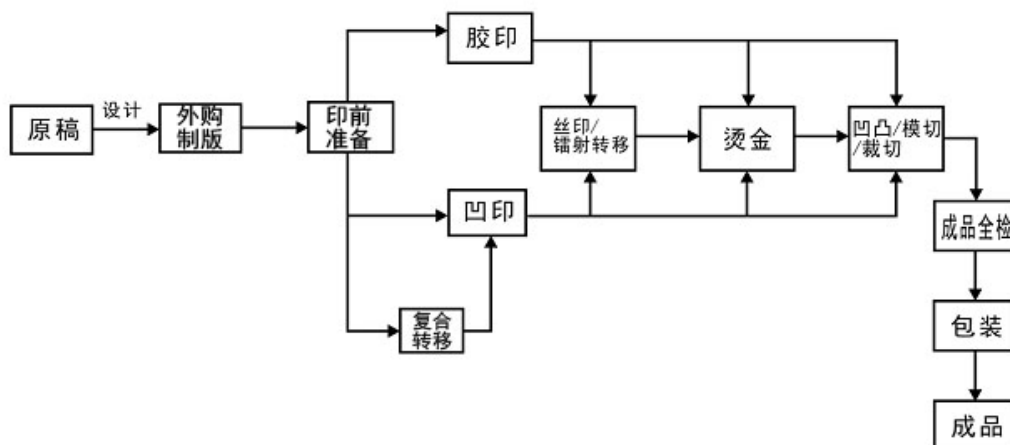 胶印
设计
原稿
外购
制版
印前
准备
丝印/
镭射转移
烫金
凹凸/模切
/裁切
凹印
成品全检
复合
转移
包装
成品